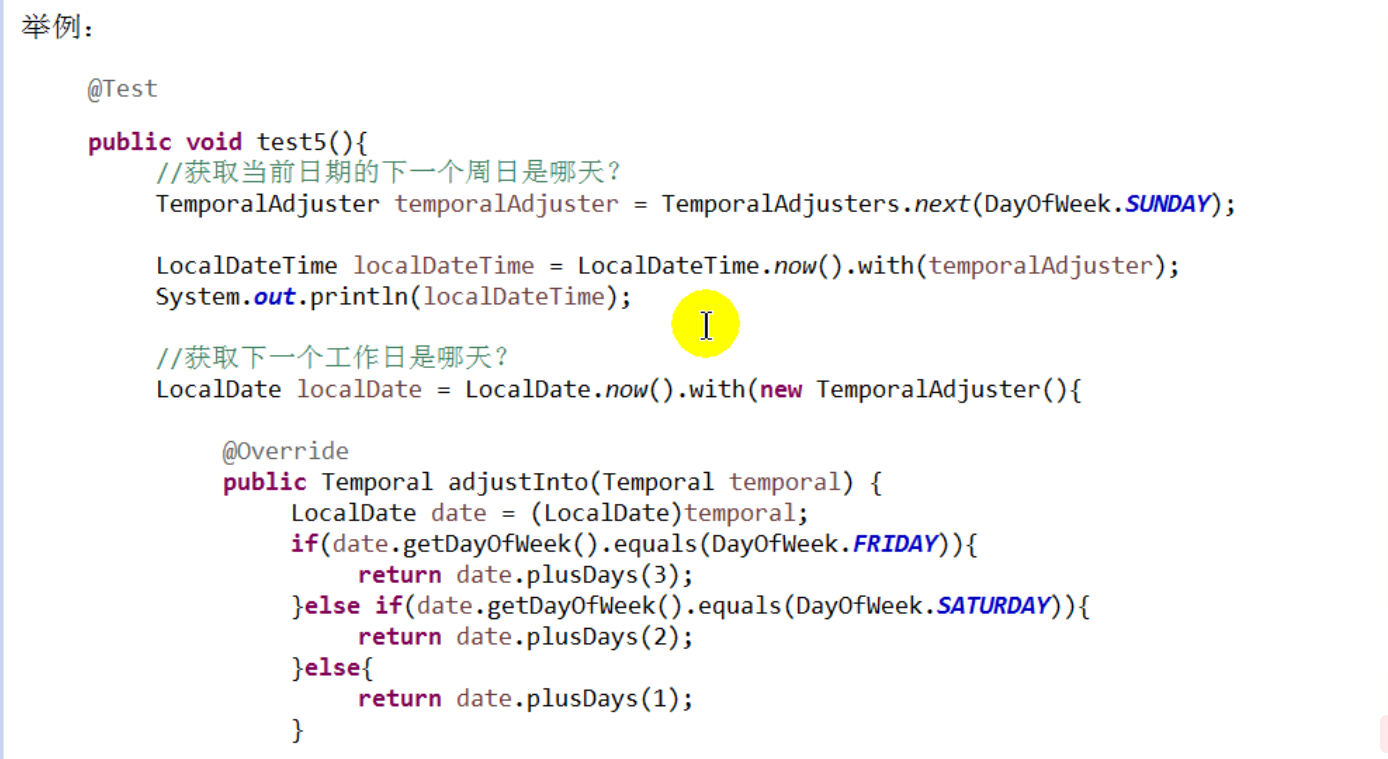 举例：
@Test
public void test5(){
//获取当前日期的下一个周日是哪天？
TemporalAdjuster temporalAdjuster = TemporalAdjusters.next(DayOfWeek.SUNDAY);
LocalDateTime localDateTime = LocalDateTime.now().with(temporalAdjuster);
System.out.println(localDateTime);
//获取下一个工作日是哪天？
LocalDate localDate = LocalDate.now().with(new TemporalAdjuster(){
@Override
public Temporal adjustInto(Temporal temporal) {
LocalDate date = (LocalDate)temporal;
if(date.getDayOfWeek().equals(DayOfWeek.FRIDAY)){
return date.plusDays(3);
}else if(date.getDayOfWeek().equals(DayOfWeek.SATURDAY)){
return date.plusDays(2);
}else{
return date.plusDays(1);
}